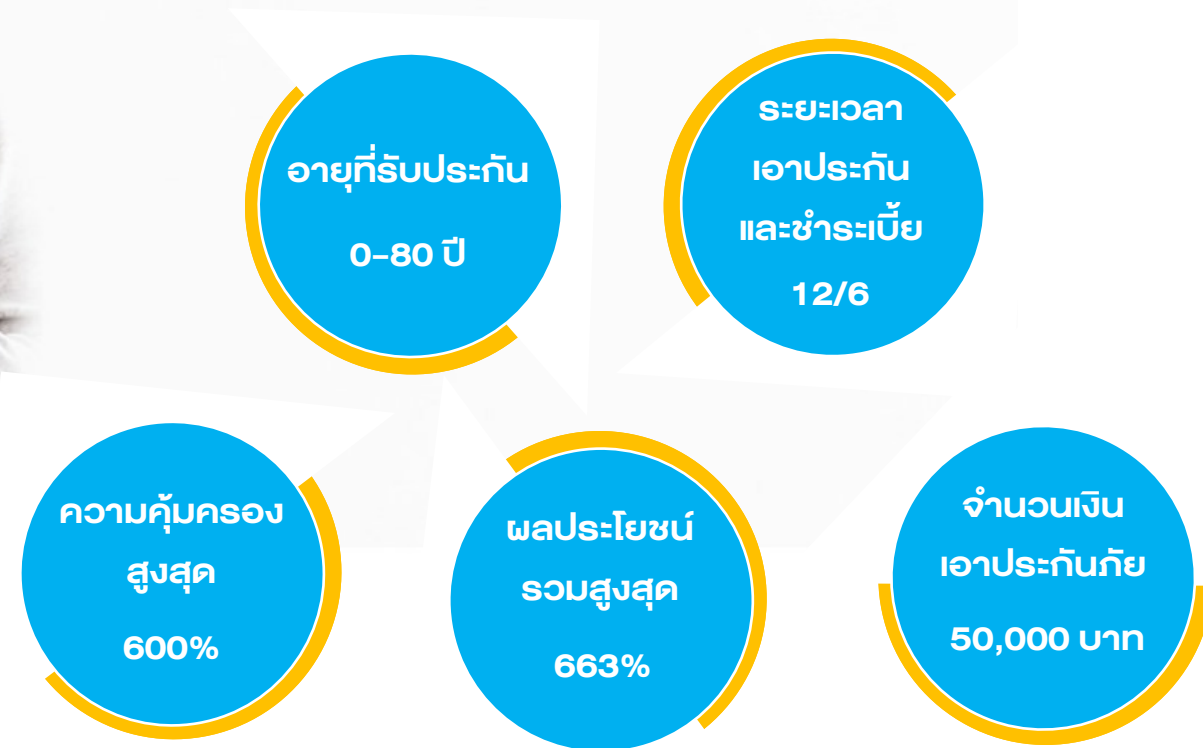 อายุที่รับประกัน
0-80 ปี
ระยะเวลา
เอาประกัน
และชำระเบี้ย
12/6
ความคุ้มครอง
สูงสุด
600%
ผลประโยชน์
รวมสูงสุด
663%
จำนวนเงิน
เอาประกันภัย
50,000 บาท